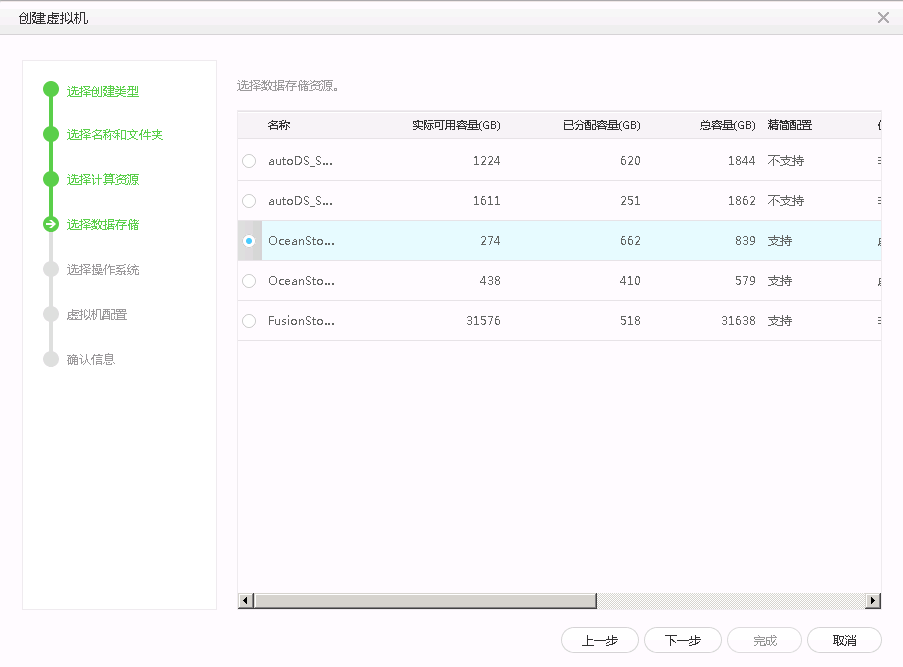 创建虚拟机
选择创建类型
选择名称和文件夹
选择计算资源
选择数据存储
选择操作系统
虚拟机配置
确认信息
选择数据存储资源。
名称 实际可用容量(GB) 已分配容量(GB) 总容量(GB) 精简配置
autoDS_S... 1224 620 1844 不支持
autoDS_S... 1611 251 1862 不支持
OceanSto... 274 662 839 支持
OceanSto... 438 410 579 支持
FusionSto... 31576 518 31638 支持
上一步 下一步 完成 取消